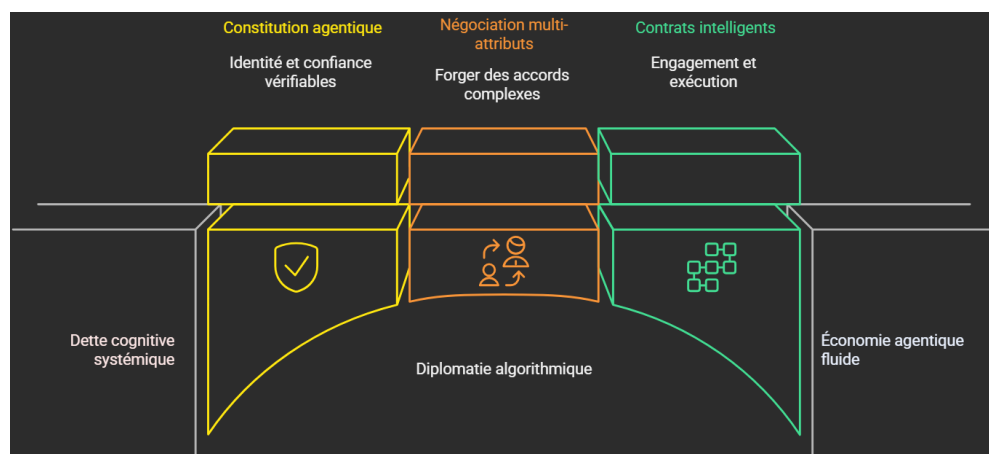 Constitution agentique
Identité et confiance
vérifiables
Négociation multi-
attributs
Forger des accords
complexes
Contrats intelligents
Engagement et
exécution
Dette cognitive
systémique
Diplomatie algorithmique
Économie agentique
fluide